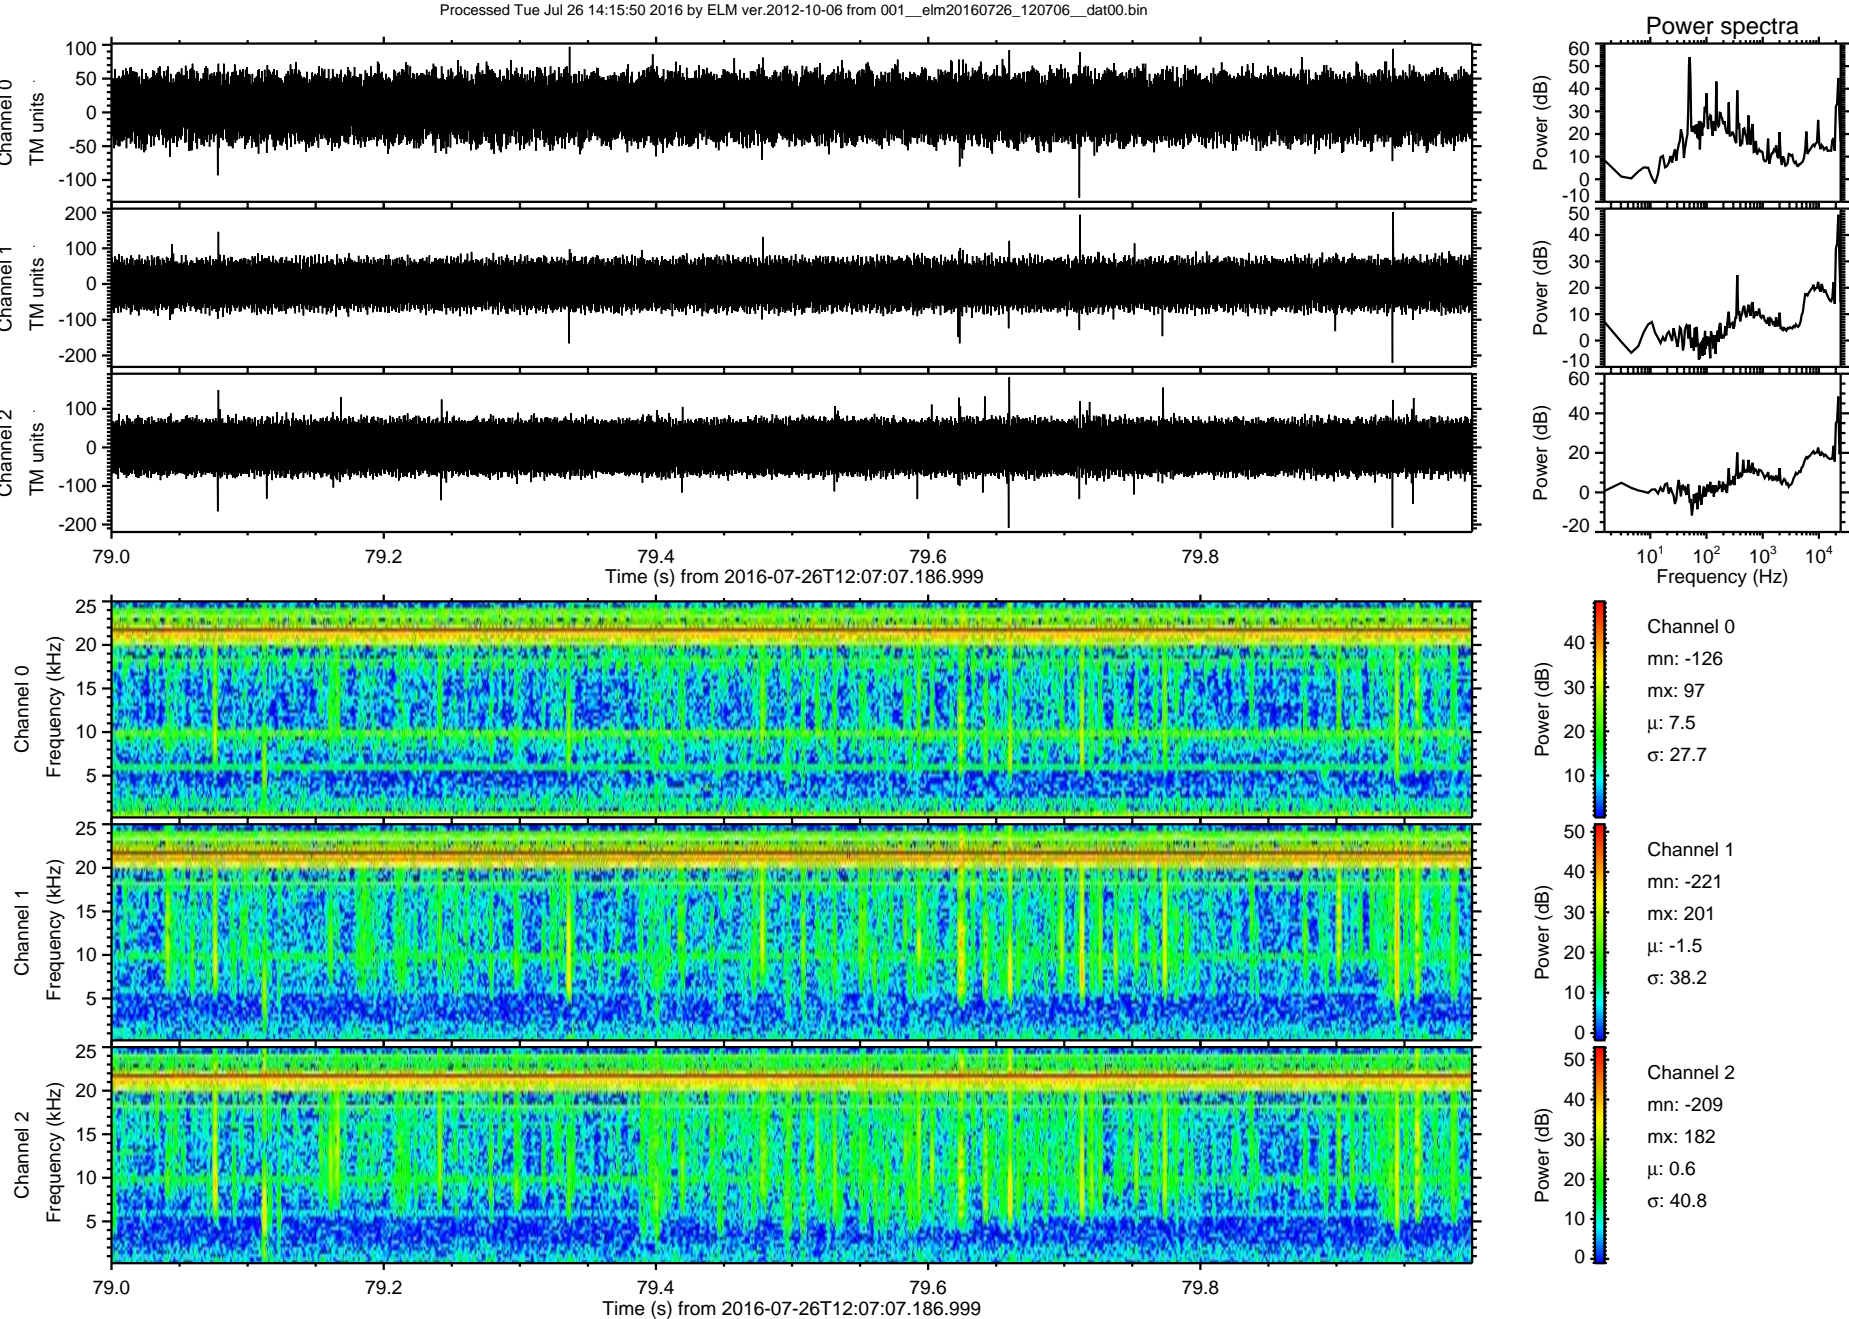 Processed Tue Jul 26 14:15:50 2016 by ELM ver.2012-10-06 from 001__elm20160726_120706__dat00.bin
Power spectra
Channel 0
TM units
100
50
0
-50
-100
Power (dB)
60
50
40
30
20
10
0
-10
Channel 1
TM units
200
100
0
-100
-200
Power (dB)
50
40
30
20
10
0
-10
Channel 2
TM units
100
0
-100
-200
Power (dB)
60
40
20
0
-20
79.0 79.2 79.4 79.6 79.8
Time (s) from 2016-07-26T12:07:07.186.999
10¹ 10² 10³ 10⁴
Frequency (Hz)
Channel 0
Frequency (kHz)
25
20
15
10
5
Power (dB)
40
30
20
10
Channel 0
mn: -126
mx: 97
μ: 7.5
σ: 27.7
Channel 1
Frequency (kHz)
25
20
15
10
5
Power (dB)
50
40
30
20
10
0
Channel 1
mn: -221
mx: 201
μ: -1.5
σ: 38.2
Channel 2
Frequency (kHz)
25
20
15
10
5
Power (dB)
50
40
30
20
10
0
Channel 2
mn: -209
mx: 182
μ: 0.6
σ: 40.8
79.0 79.2 79.4 79.6 79.8
Time (s) from 2016-07-26T12:07:07.186.999